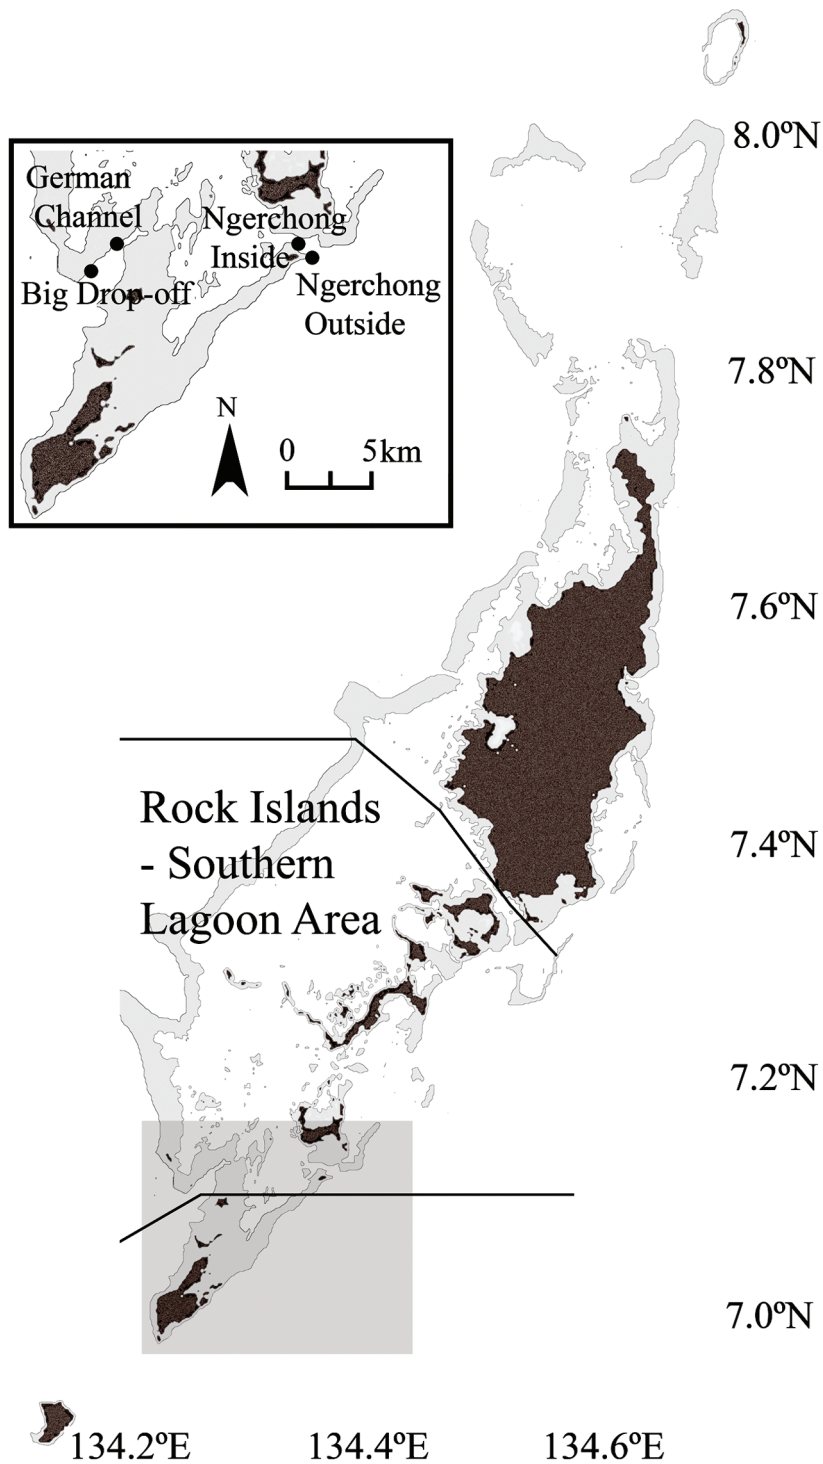 8.0ºN
German
Channel
Ngerchong
Inside
Big Drop-off
Ngerchong
Outside
7.8ºN
N
0 5km
7.6ºN
Rock Islands
- Southern
Lagoon Area
7.4ºN
7.2ºN
7.0ºN
134.2ºE 134.4ºE 134.6ºE